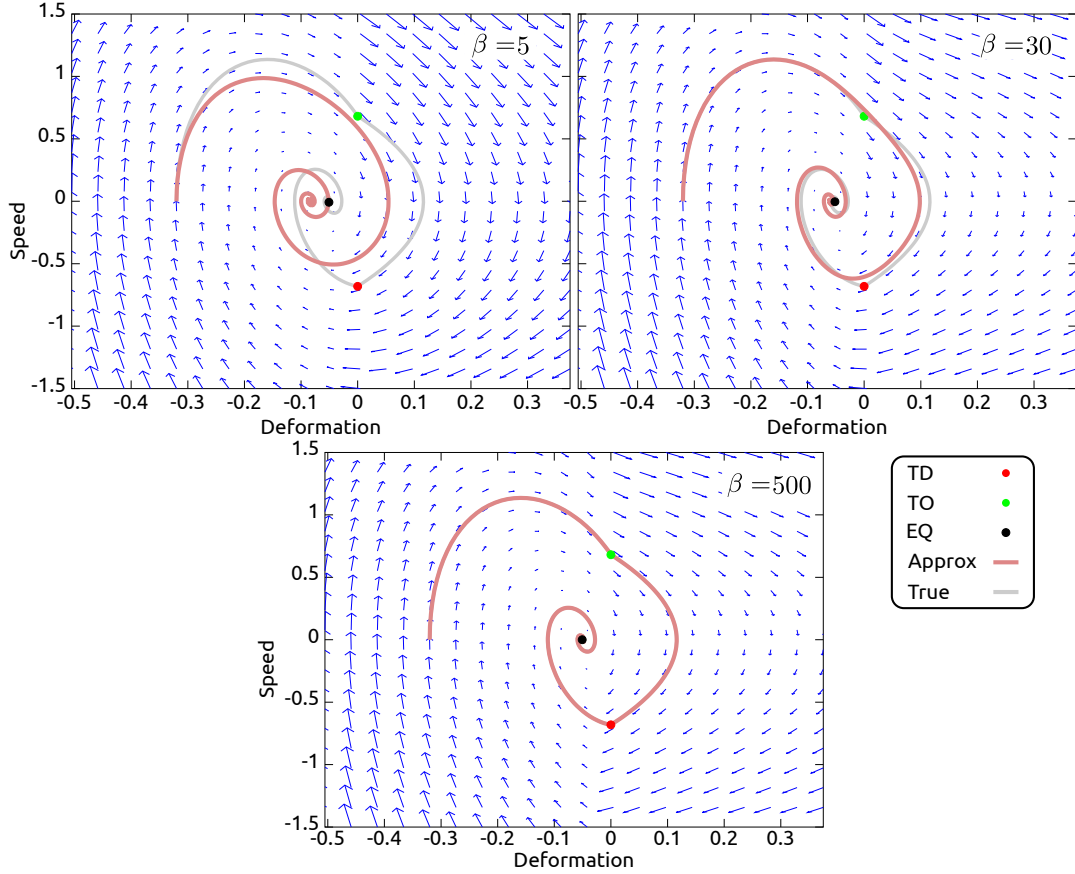 β = 5
1.5
1
0.5
0
-0.5
-1
-1.5
Speed
-0.5 -0.4 -0.3 -0.2 -0.1 0 0.1 0.2 0.3
Deformation
β = 30
-0.5 -0.4 -0.3 -0.2 -0.1 0 0.1 0.2 0.3
Deformation
β = 500
1.5
1
0.5
0
-0.5
-1
-1.5
Speed
-0.5 -0.4 -0.3 -0.2 -0.1 0 0.1 0.2 0.3
Deformation
TD
TO
EQ
Approx
True